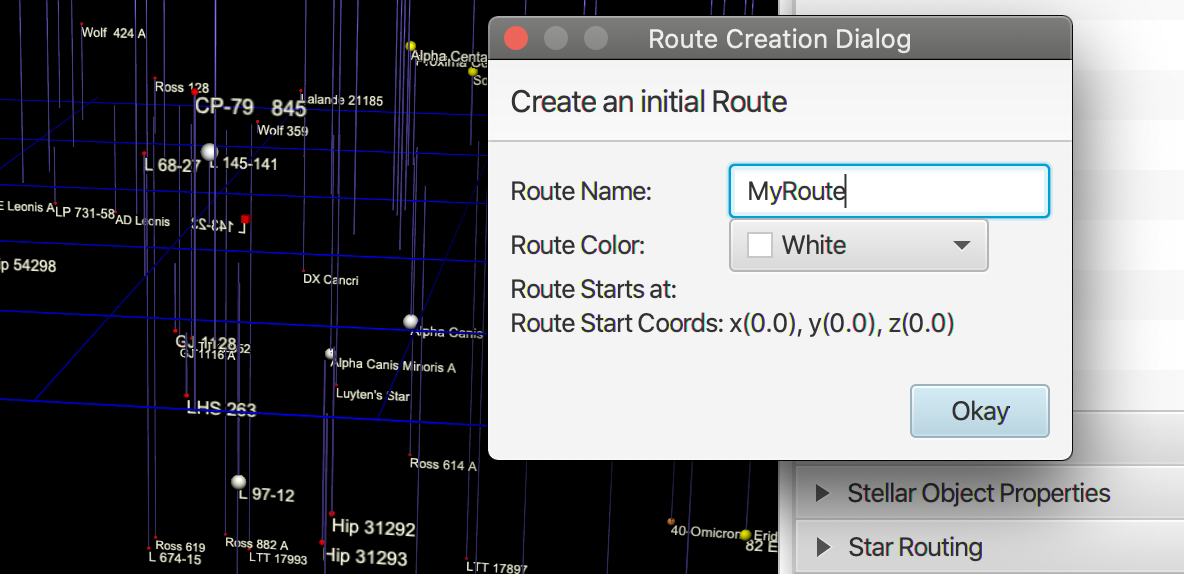 Wolf 424 A
Alpha Centa
Ross 128
CP-79 845
Lalande 21185
Wolf 359
L 68-27
L 145-141
E Leonis A
LP 731-58
AD Leonis
L 143-23
ip 54298
DX Cancri
Alpha Canis
GJ 1128
GJ 1116 A
Alpha Canis Minoris A
Luyten's Star
LHS 263
Ross 614 A
L 97-12
Hip 31292
Hip 31293
Ross 619
L 674-15
Ross 882 A
LTT 17993
LTT 17897
40 Omicron
Erid
82 E
Route Creation Dialog
Create an initial Route
Route Name: MyRoute
Route Color: White
Route Starts at:
Route Start Coords: x(0.0), y(0.0), z(0.0)
Okay
Stellar Object Properties
Star Routing